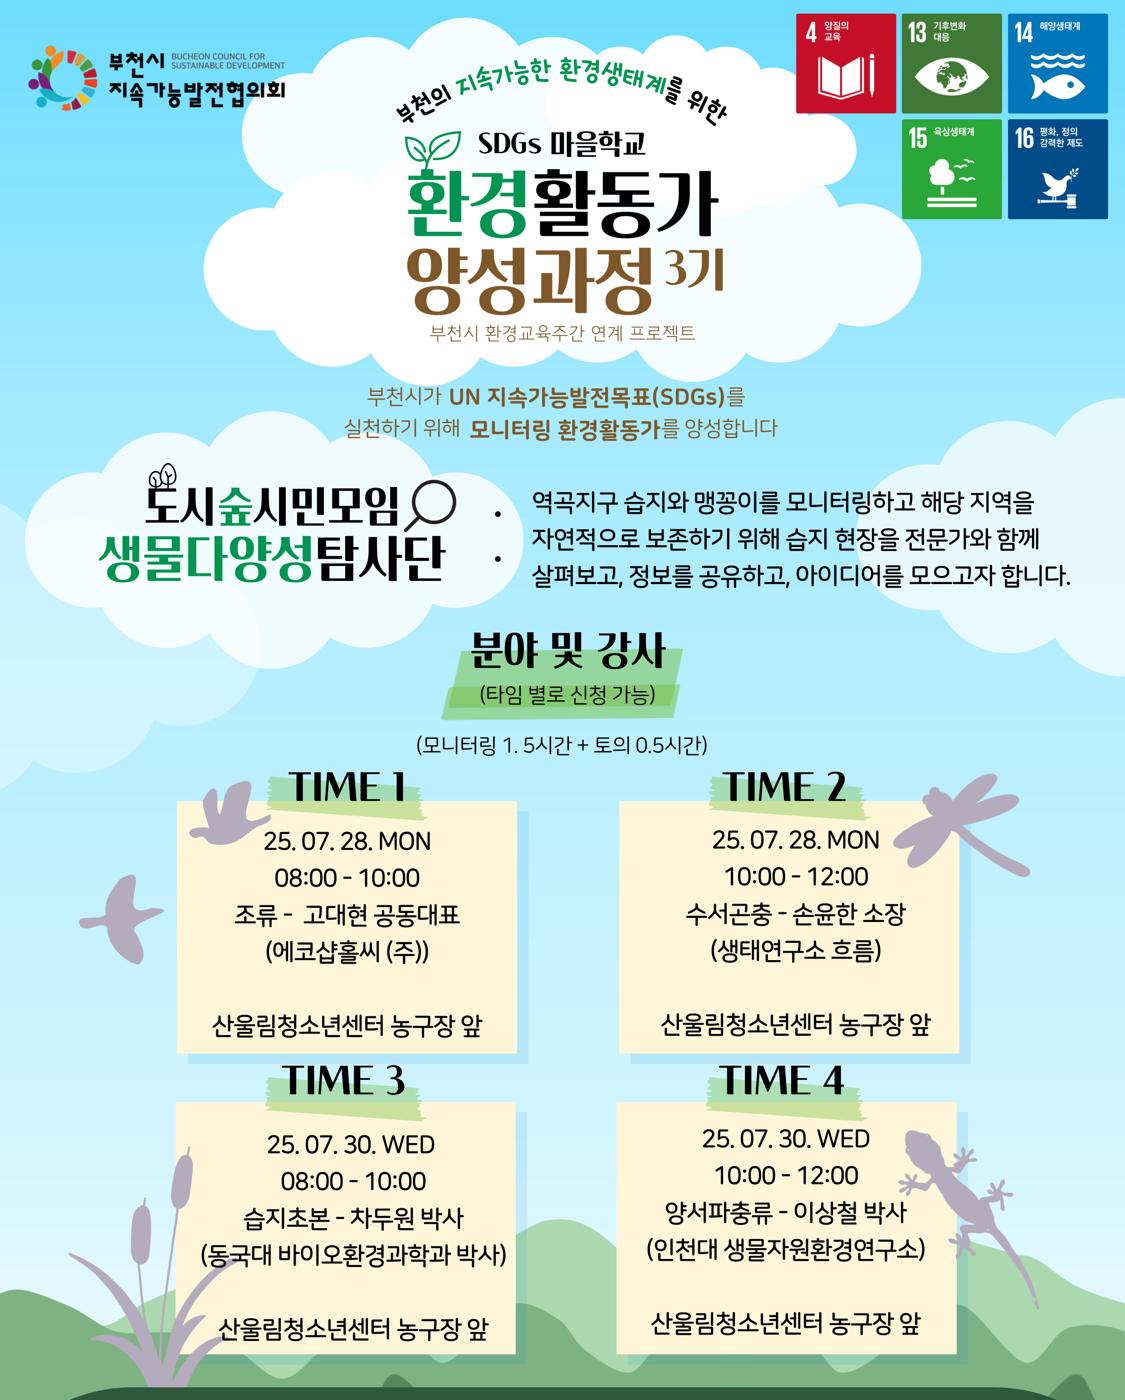 부천시 BUCHEON COUNCIL FOR
SUSTAINABLE DEVELOPMENT
지속가능발전협의회
4 양질의
교육
13 기후변화
대응
14 해양생태계
15 육상생태계
16 평화, 정의
강력한 제도
부천의 지속가능한 환경생태계를 위한
SDGs 마을학교
환경활동가
양성과정 3기
부천시 환경교육주간 연계 프로젝트
부천시가 UN 지속가능발전목표(SDGs)를
실천하기 위해 모니터링 환경활동가를 양성합니다
도시숲시민모임
생물다양성탐사단
역곡지구 습지와 맹꽁이를 모니터링하고 해당 지역을
자연적으로 보존하기 위해 습지 현장을 전문가와 함께
살펴보고, 정보를 공유하고, 아이디어를 모으고자 합니다.
분야 및 강사
(타임 별로 신청 가능)
(모니터링 1. 5시간 + 토의 0.5시간)
TIME 1
25. 07. 28. MON
08:00 - 10:00
조류 - 고대현 공동대표
(에코샵홀씨 (주))
산울림청소년센터 농구장 앞
TIME 2
25. 07. 28. MON
10:00 - 12:00
수서곤충 - 손윤한 소장
(생태연구소 흐름)
산울림청소년센터 농구장 앞
TIME 3
25. 07. 30. WED
08:00 - 10:00
습지초본 - 차두원 박사
(동국대 바이오환경과학과 박사)
산울림청소년센터 농구장 앞
TIME 4
25. 07. 30. WED
10:00 - 12:00
양서파충류 - 이상철 박사
(인천대 생물자원환경연구소)
산울림청소년센터 농구장 앞